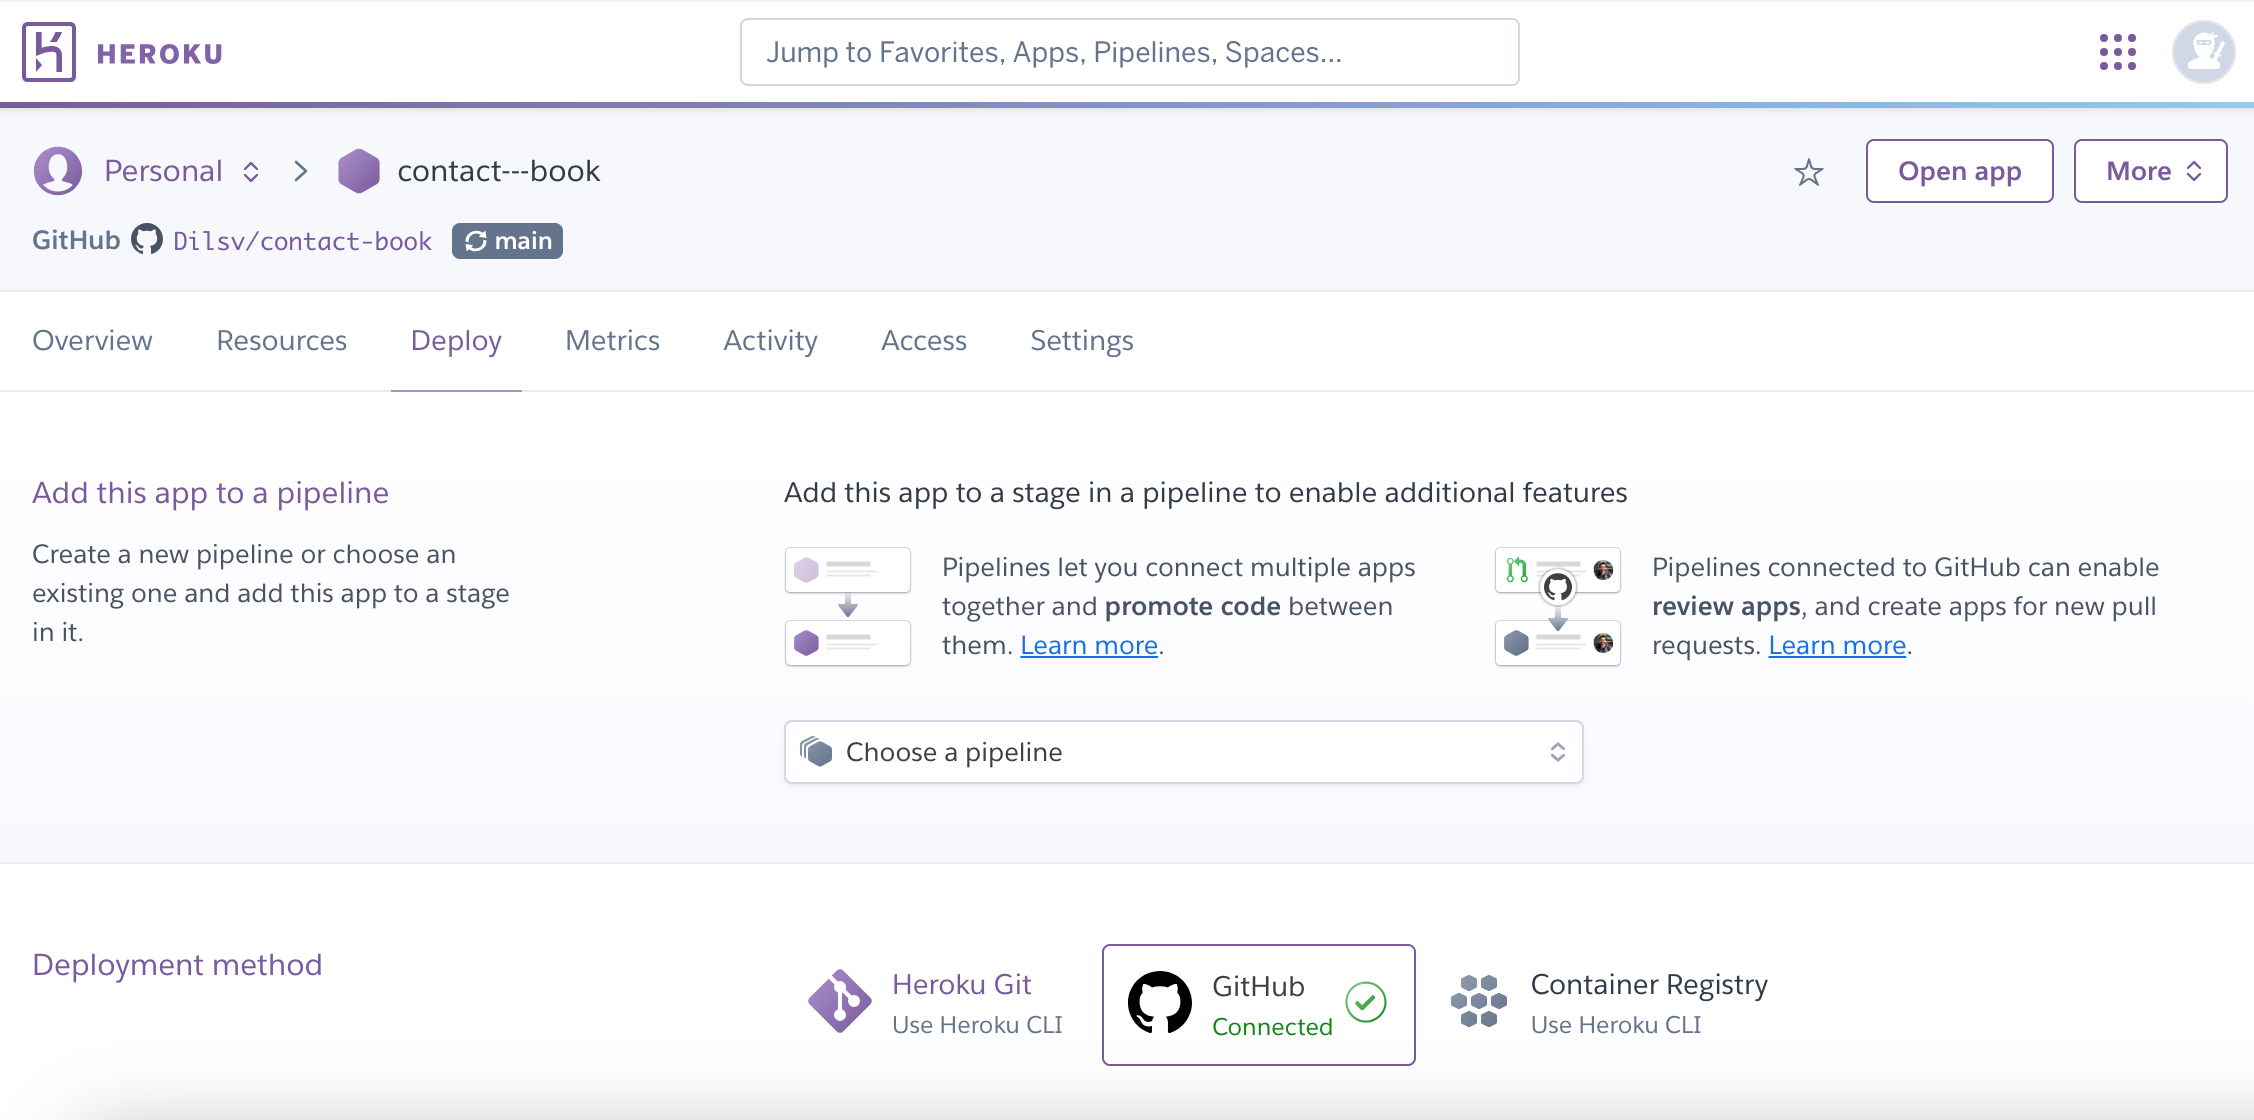 HEROKU
Jump to Favorites, Apps, Pipelines, Spaces...
Personal
contact---book
Open app
More
GitHub Dilsv/contact-book main
Overview Resources Deploy Metrics Activity Access Settings
Add this app to a pipeline
Create a new pipeline or choose an
existing one and add this app to a stage
in it.
Add this app to a stage in a pipeline to enable additional features
Pipelines let you connect multiple apps
together and promote code between
them. Learn more.
Pipelines connected to GitHub can enable
review apps, and create apps for new pull
requests. Learn more.
Choose a pipeline
Deployment method
Heroku Git
Use Heroku CLI
GitHub
Connected
Container Registry
Use Heroku CLI